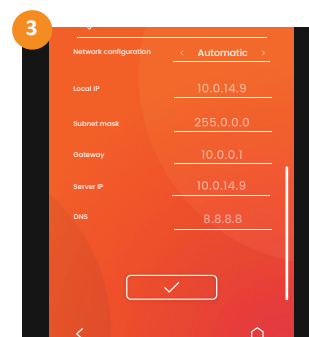 3
Network configuration < Automatic >
Local IP 10.0.14.9
Subnet mask 255.0.0.0
Gateway 10.0.0.1
Server IP 10.0.14.9
DNS 8.8.8.8